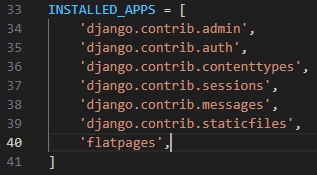 33 INSTALLED_APPS = [
34     'django.contrib.admin',
35     'django.contrib.auth',
36     'django.contrib.contenttypes',
37     'django.contrib.sessions',
38     'django.contrib.messages',
39     'django.contrib.staticfiles',
40     'flatpages',
41 ]